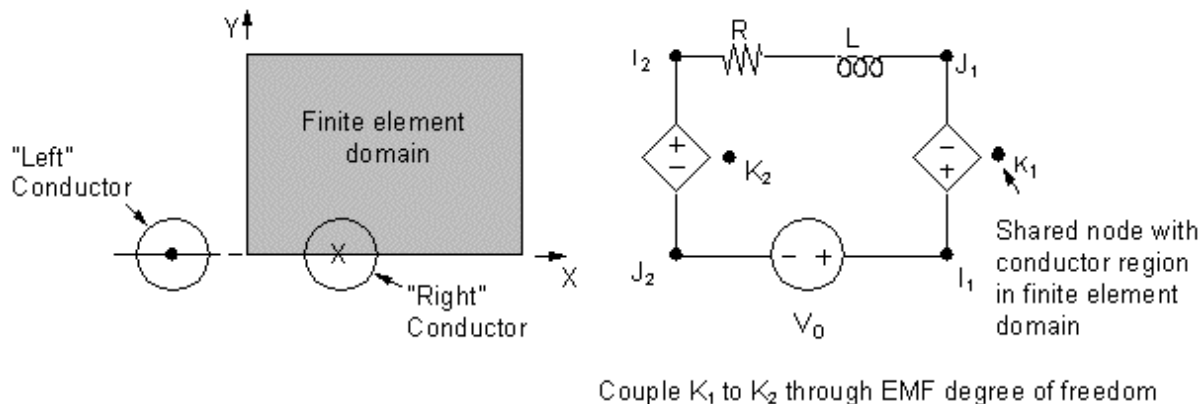 Y
Finite element
domain
"Left"
Conductor
X
X
"Right"
Conductor
I₂
R
L
J₁
+
−
K₂
−
+
K₁
J₂
− +
I₁
V₀
Shared node with
conductor region
in finite element
domain
Couple K₁ to K₂ through EMF degree of freedom